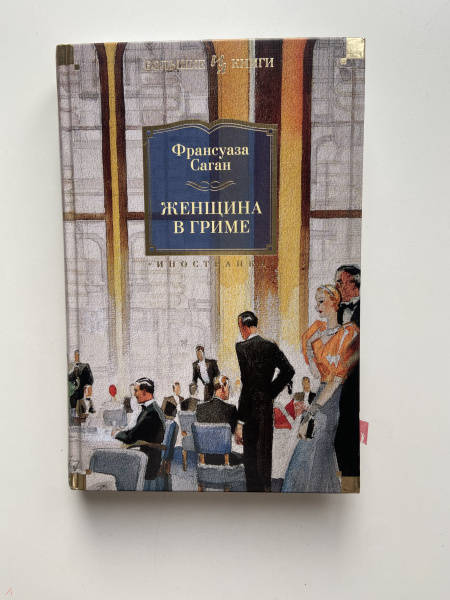 БОЛЬШИЕ КНИГИ
Франсуаза
Саган
ЖЕНЩИНА
В ГРИМЕ
ИНОСТРАНКА